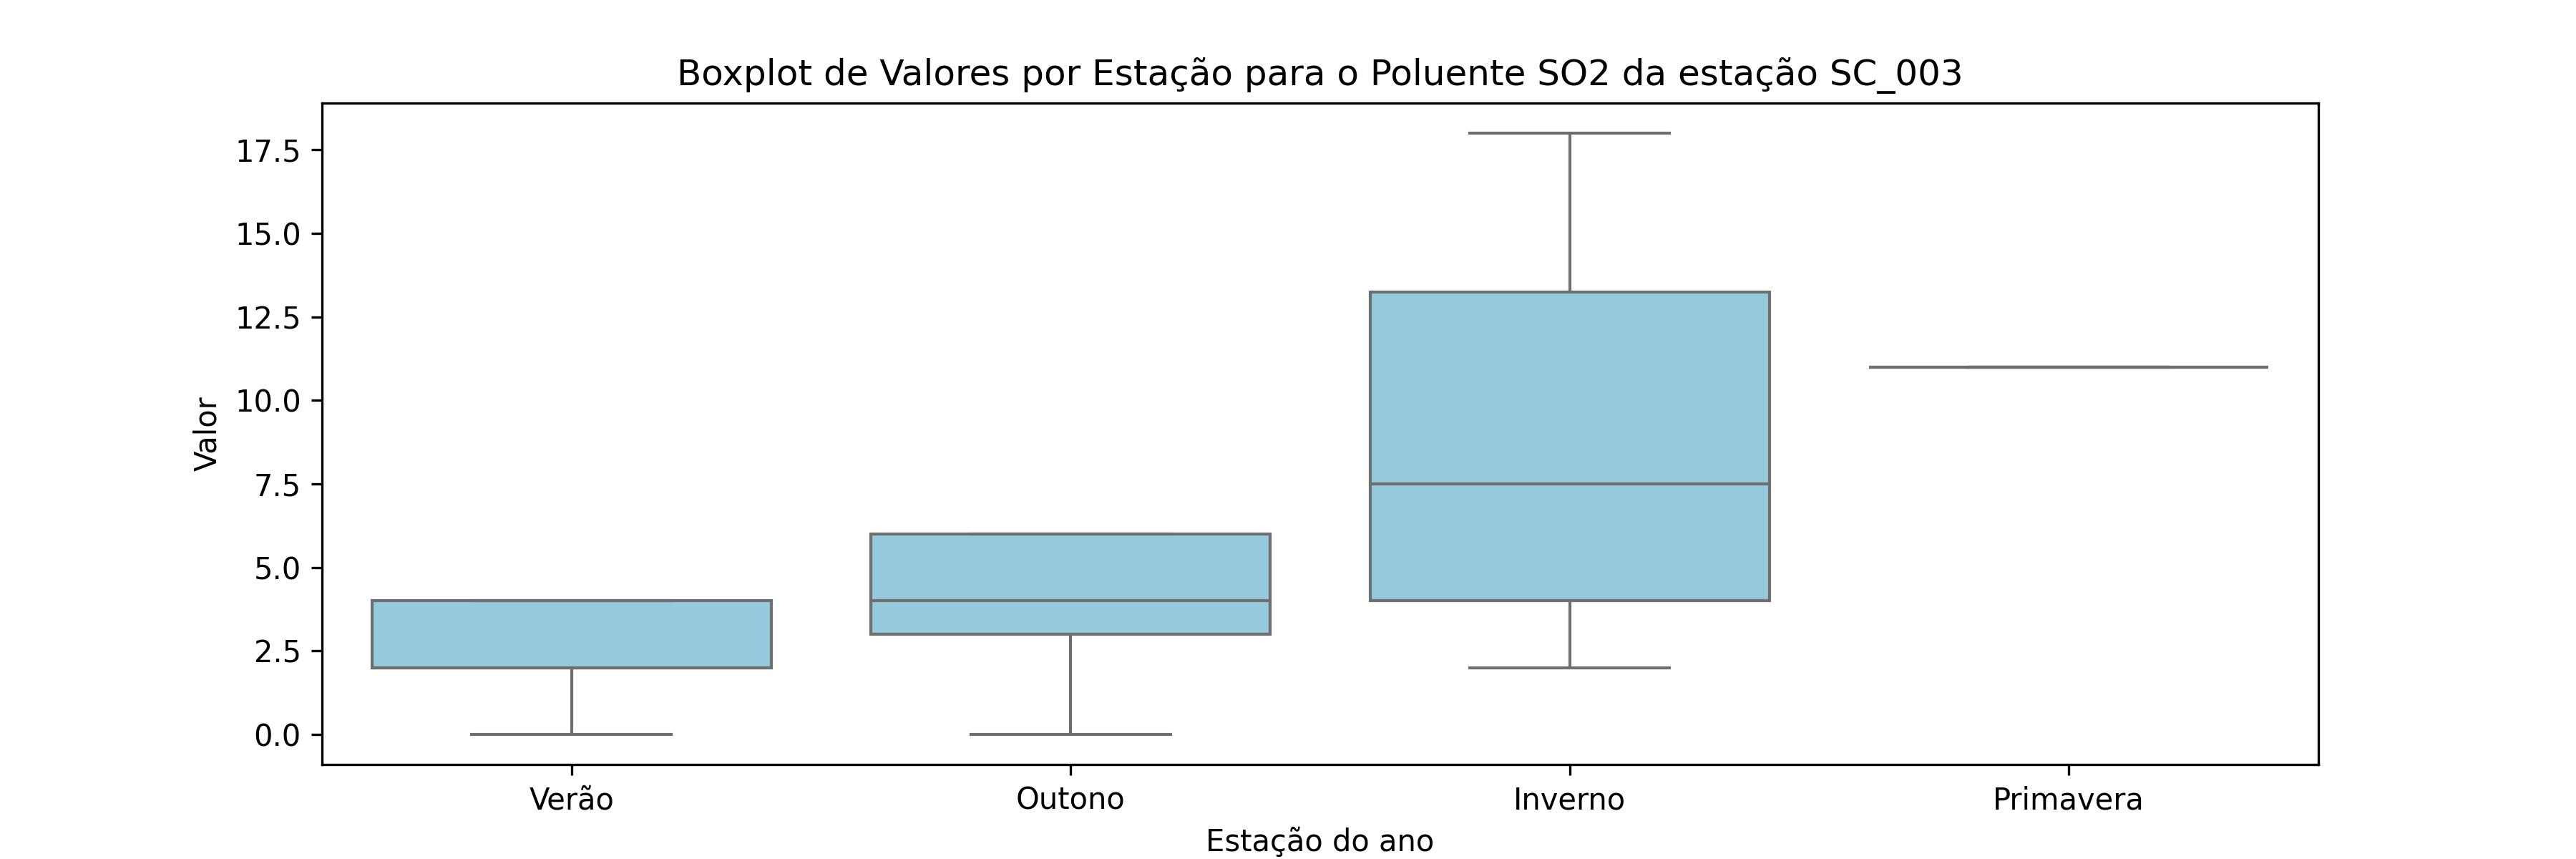 Boxplot de Valores por Estação para o Poluente SO2 da estação SC_003
17.5
15.0
12.5
10.0
7.5
5.0
2.5
0.0
Valor
Verão Outono Inverno Primavera
Estação do ano